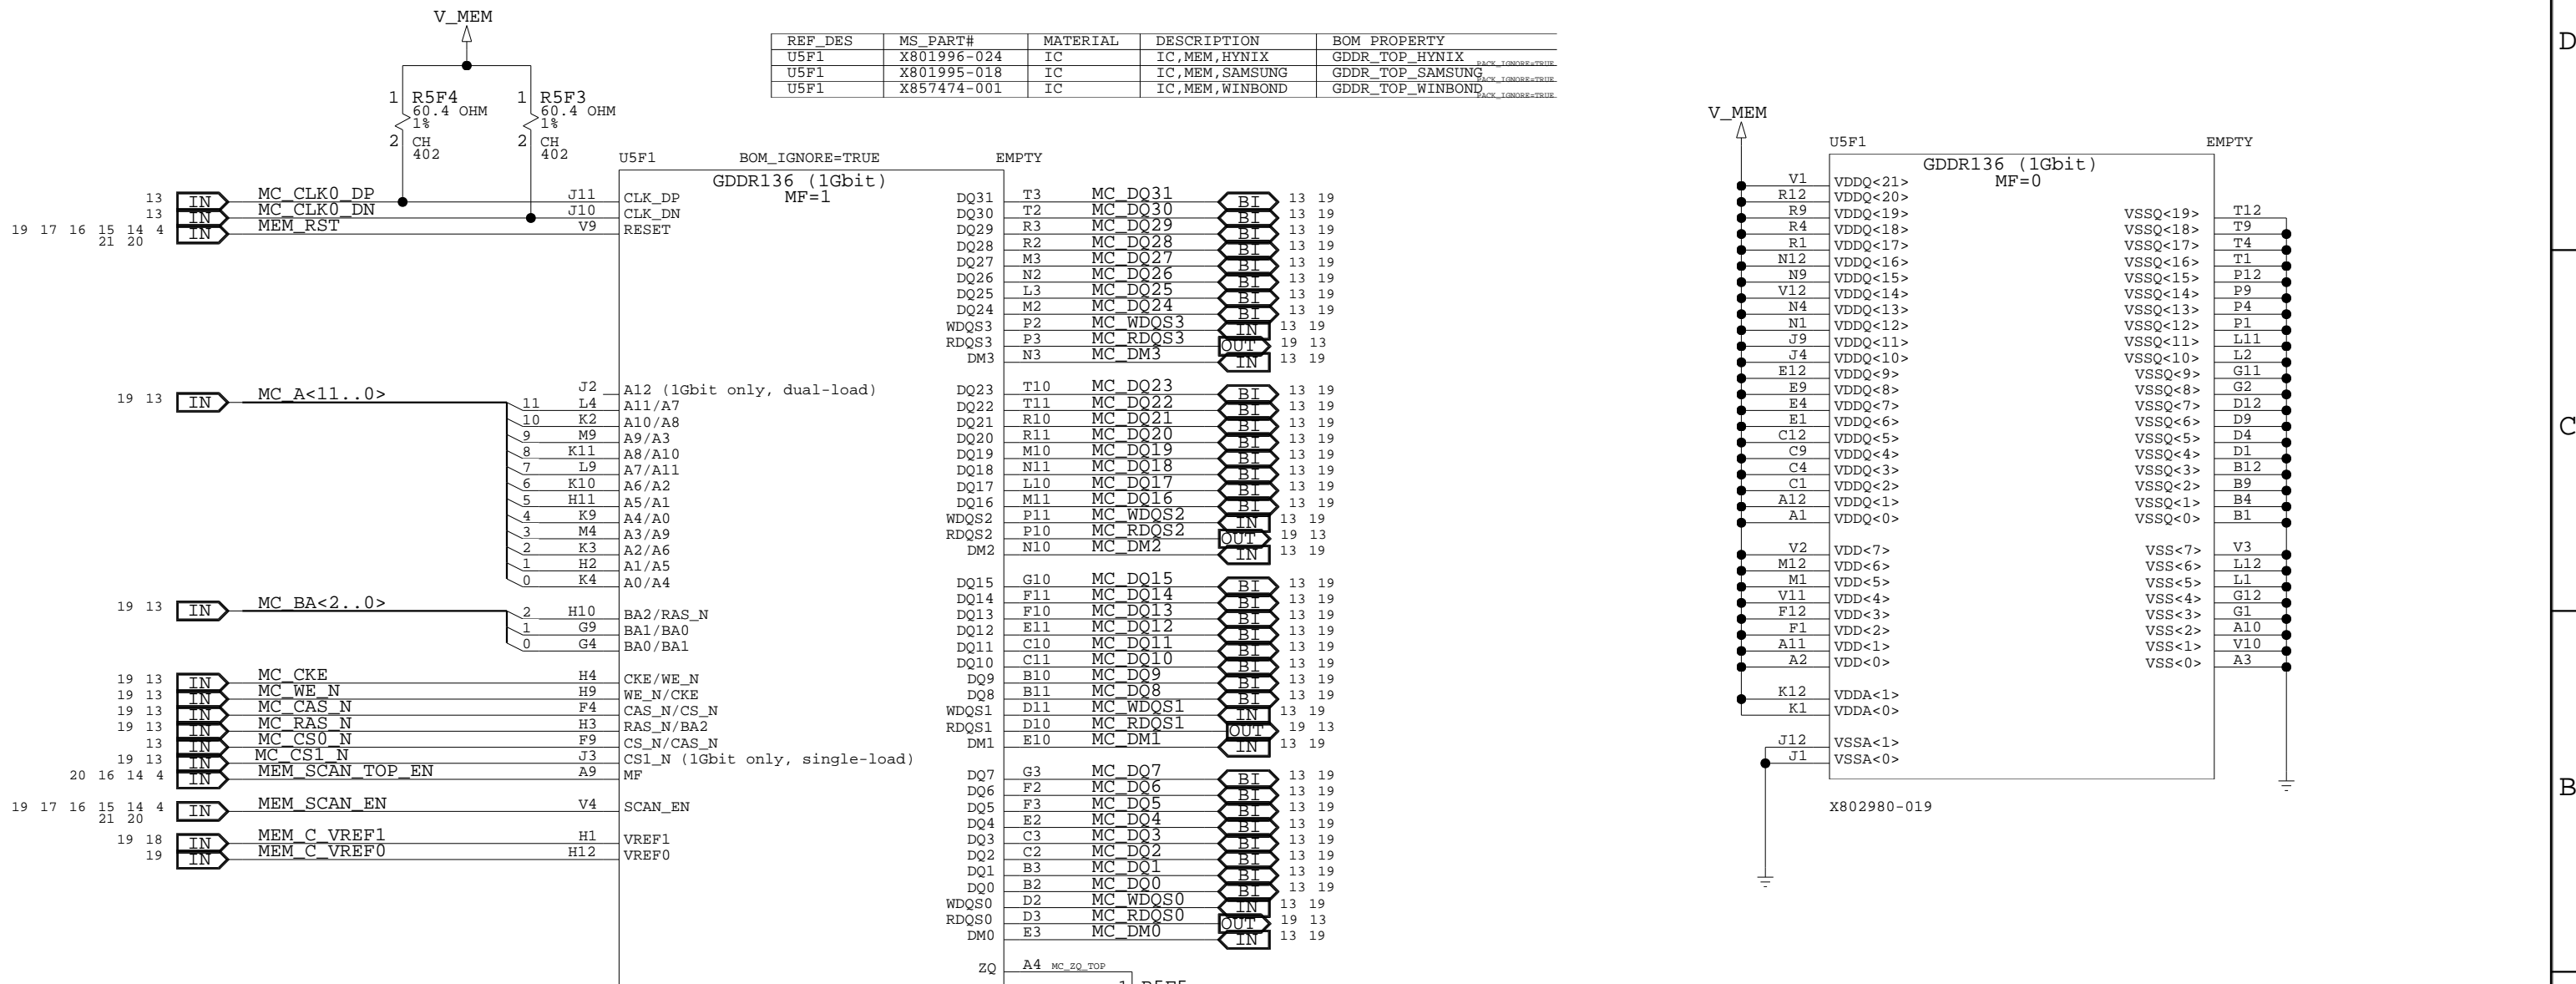 V_MEM
REF_DES MS_PART# MATERIAL DESCRIPTION BOM PROPERTY
U5F1 X801996-024 IC IC,MEM,HYNIX GDDR_TOP_HYNIX PACK_IGNORE=TRUE
U5F1 X801995-018 IC IC,MEM,SAMSUNG GDDR_TOP_SAMSUNG PACK_IGNORE=TRUE
U5F1 X857474-001 IC IC,MEM,WINBOND GDDR_TOP_WINBOND PACK_IGNORE=TRUE
1 R5F4
60.4 OHM
1%
2 CH
402
1 R5F3
60.4 OHM
1%
2 CH
402
U5F1 BOM_IGNORE=TRUE EMPTY
GDDR136 (1Gbit)
MF=1
13 IN MC_CLK0_DP J11 CLK_DP
13 IN MC_CLK0_DN J10 CLK_DN
19 17 16 15 14 4 IN MEM_RST V9 RESET
21 20
J2 A12 (1Gbit only, dual-load)
19 13 IN MC_A<11..0>
11 L4 A11/A7
10 K2 A10/A8
9 M9 A9/A3
8 K11 A8/A10
7 L9 A7/A11
6 K10 A6/A2
5 H11 A5/A1
4 K9 A4/A0
3 M4 A3/A9
2 K3 A2/A6
1 H2 A1/A5
0 K4 A0/A4
19 13 IN MC_BA<2..0>
2 H10 BA2/RAS_N
1 G9 BA1/BA0
0 G4 BA0/BA1
19 13 IN MC_CKE H4 CKE/WE_N
19 13 IN MC_WE_N H9 WE_N/CKE
19 13 IN MC_CAS_N F4 CAS_N/CS_N
19 13 IN MC_RAS_N H3 RAS_N/BA2
13 IN MC_CS0_N F9 CS_N/CAS_N
19 13 IN MC_CS1_N J3 CS1_N (1Gbit only, single-load)
20 16 14 4 IN MEM_SCAN_TOP_EN A9 MF
19 17 16 15 14 4 IN MEM_SCAN_EN V4 SCAN_EN
21 20
19 18 IN MEM_C_VREF1 H1 VREF1
19 IN MEM_C_VREF0 H12 VREF0
DQ31 T3 MC_DQ31 BI 13 19
DQ30 T2 MC_DQ30 BI 13 19
DQ29 R3 MC_DQ29 BI 13 19
DQ28 R2 MC_DQ28 BI 13 19
DQ27 M3 MC_DQ27 BI 13 19
DQ26 N2 MC_DQ26 BI 13 19
DQ25 L3 MC_DQ25 BI 13 19
DQ24 M2 MC_DQ24 BI 13 19
WDQS3 P2 MC_WDQS3 IN 13 19
RDQS3 P3 MC_RDQS3 OUT 19 13
DM3 N3 MC_DM3 IN 13 19
DQ23 T10 MC_DQ23 BI 13 19
DQ22 T11 MC_DQ22 BI 13 19
DQ21 R10 MC_DQ21 BI 13 19
DQ20 R11 MC_DQ20 BI 13 19
DQ19 M10 MC_DQ19 BI 13 19
DQ18 N11 MC_DQ18 BI 13 19
DQ17 L10 MC_DQ17 BI 13 19
DQ16 M11 MC_DQ16 BI 13 19
WDQS2 P11 MC_WDQS2 IN 13 19
RDQS2 P10 MC_RDQS2 OUT 19 13
DM2 N10 MC_DM2 IN 13 19
DQ15 G10 MC_DQ15 BI 13 19
DQ14 F11 MC_DQ14 BI 13 19
DQ13 F10 MC_DQ13 BI 13 19
DQ12 E11 MC_DQ12 BI 13 19
DQ11 C10 MC_DQ11 BI 13 19
DQ10 C11 MC_DQ10 BI 13 19
DQ9 B10 MC_DQ9 BI 13 19
DQ8 B11 MC_DQ8 BI 13 19
WDQS1 D11 MC_WDQS1 IN 13 19
RDQS1 D10 MC_RDQS1 OUT 19 13
DM1 E10 MC_DM1 IN 13 19
DQ7 G3 MC_DQ7 BI 13 19
DQ6 F2 MC_DQ6 BI 13 19
DQ5 F3 MC_DQ5 BI 13 19
DQ4 E2 MC_DQ4 BI 13 19
DQ3 C3 MC_DQ3 BI 13 19
DQ2 C2 MC_DQ2 BI 13 19
DQ1 B3 MC_DQ1 BI 13 19
DQ0 B2 MC_DQ0 BI 13 19
WDQS0 D2 MC_WDQS0 IN 13 19
RDQS0 D3 MC_RDQS0 OUT 19 13
DM0 E3 MC_DM0 IN 13 19
ZQ A4 MC_ZQ_TOP
1 R5F5
V_MEM
U5F1 EMPTY
GDDR136 (1Gbit)
MF=0
V1 VDDQ<21>
R12 VDDQ<20>
R9 VDDQ<19> VSSQ<19> T12
R4 VDDQ<18> VSSQ<18> T9
R1 VDDQ<17> VSSQ<17> T4
N12 VDDQ<16> VSSQ<16> T1
N9 VDDQ<15> VSSQ<15> P12
V12 VDDQ<14> VSSQ<14> P9
N4 VDDQ<13> VSSQ<13> P4
N1 VDDQ<12> VSSQ<12> P1
J9 VDDQ<11> VSSQ<11> L11
J4 VDDQ<10> VSSQ<10> L2
E12 VDDQ<9> VSSQ<9> G11
E9 VDDQ<8> VSSQ<8> G2
E4 VDDQ<7> VSSQ<7> D12
E1 VDDQ<6> VSSQ<6> D9
C12 VDDQ<5> VSSQ<5> D4
C9 VDDQ<4> VSSQ<4> D1
C4 VDDQ<3> VSSQ<3> B12
C1 VDDQ<2> VSSQ<2> B9
A12 VDDQ<1> VSSQ<1> B4
A1 VDDQ<0> VSSQ<0> B1
V2 VDD<7> VSS<7> V3
M12 VDD<6> VSS<6> L12
M1 VDD<5> VSS<5> L1
V11 VDD<4> VSS<4> G12
F12 VDD<3> VSS<3> G1
F1 VDD<2> VSS<2> A10
A11 VDD<1> VSS<1> V10
A2 VDD<0> VSS<0> A3
K12 VDDA<1>
K1 VDDA<0>
J12 VSSA<1>
J1 VSSA<0>
X802980-019
D
C
B